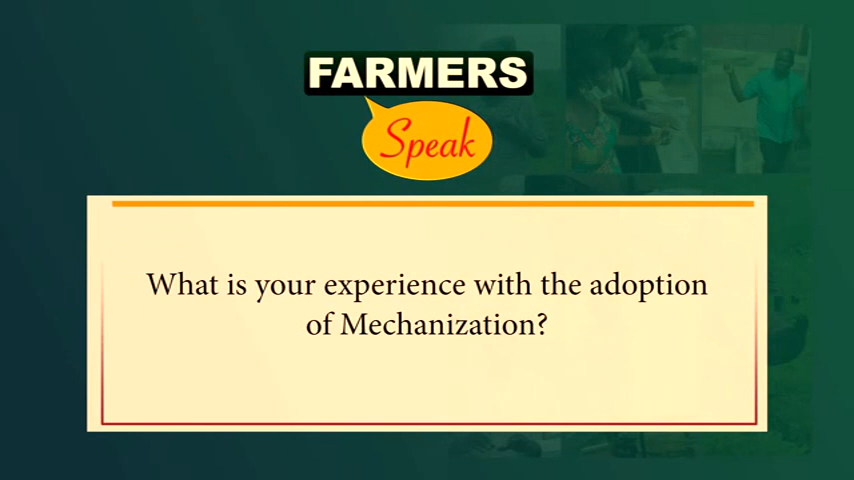 FARMERS
Speak
What is your experience with the adoption
of Mechanization?